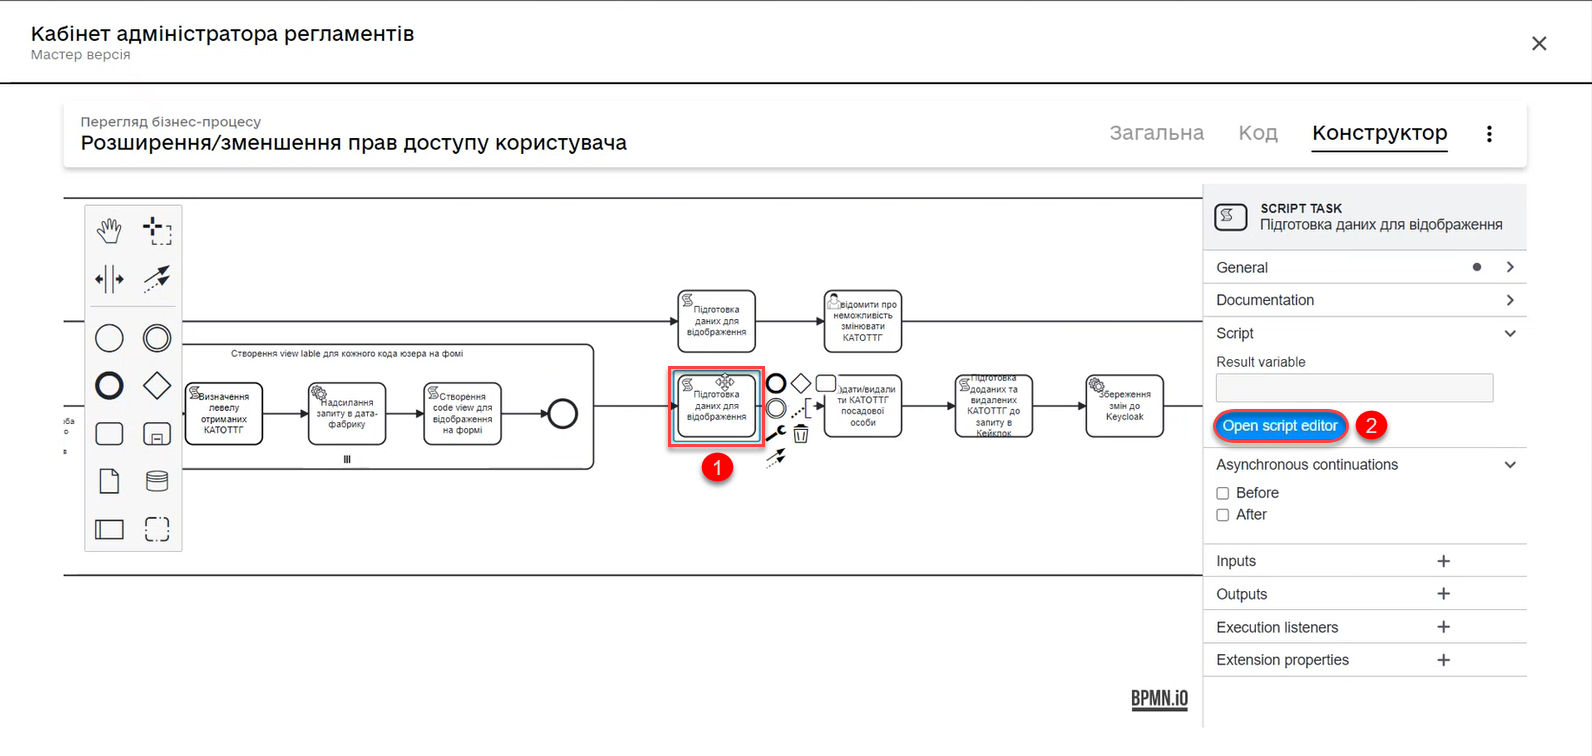 Кабінет адміністратора регламентів
Мастер версія
Перегляд бізнес-процесу
Розширення/зменшення прав доступу користувача
Загальна
Код
Конструктор
SCRIPT TASK
Підготовка даних для відображення
General
Documentation
Script
Result variable
Open script editor
2
Asynchronous continuations
Before
After
Inputs
Outputs
Execution listeners
Extension properties
Підготовка
даних для
відображення
відомити про
неможливість
змінювати
КАТОТТГ
Створення view lable для кожного кода юзера на фомі
Визначення
левелу
отриманих
КАТОТТГ
Надсилання
запиту в дата-
фабрику
Створення
code view для
відображення
на формі
Підготовка
даних для
відображення
1
одати/видали
ти КАТОТТГ
посадової
особи
Підготовка
доданих та
видалених
КАТОТТГ до
запиту в
Кейклок
Збереження
змін до
Keycloak
BPMN.iO